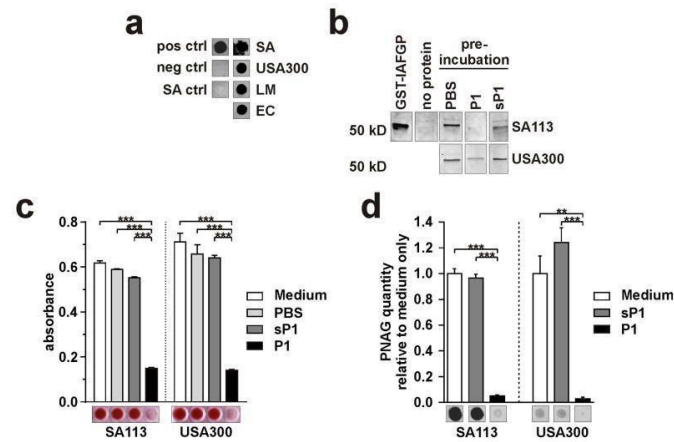 a
pos ctrl SA
neg ctrl USA300
SA ctrl LM
EC
b
GST-IAFGP
no protein
pre-
incubation
PBS
P1
sP1
50 kD SA113
50 kD USA300
c
absorbance
0.8
0.6
0.4
0.2
0.0
***
***
***
***
***
***
Medium
PBS
sP1
P1
SA113 USA300
d
PNAG quantity
relative to medium only
1.4
1.2
1.0
0.8
0.6
0.4
0.2
0.0
***
***
**
***
Medium
sP1
P1
SA113 USA300